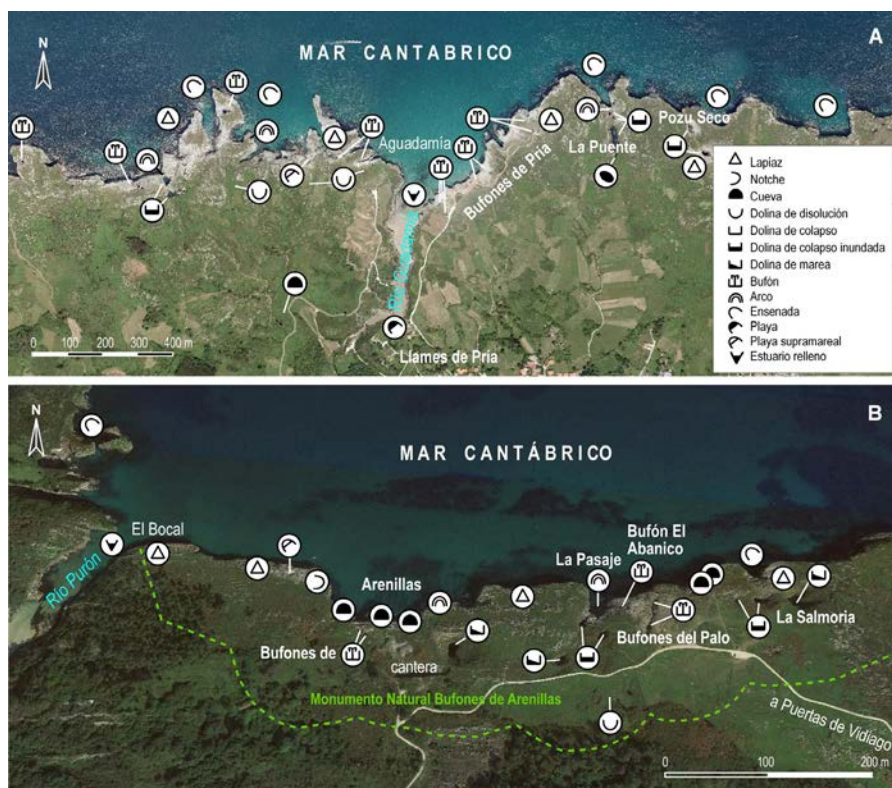 A
N
MAR CANTABRICO
Aguadamía
Pozu Seco
La Puente
Bufones de Pría
Llames de Pría
0 100 200 300 400 m
Lapiaz
Notche
Cueva
Dolina de disolución
Dolina de colapso
Dolina de colapso inundada
Dolina de marea
Bufón
Arco
Ensenada
Playa
Playa supramareal
Estuario relleno
B
N
MAR CANTÁBRICO
El Bocal
Río Purón
Bufón El
Abanico
La Pasaje
Arenillas
La Salmoria
Bufones de
Bufones del Palo
cantera
Monumento Natural Bufones de Arenillas
a Puertas de Vidiago
0 100 200 m